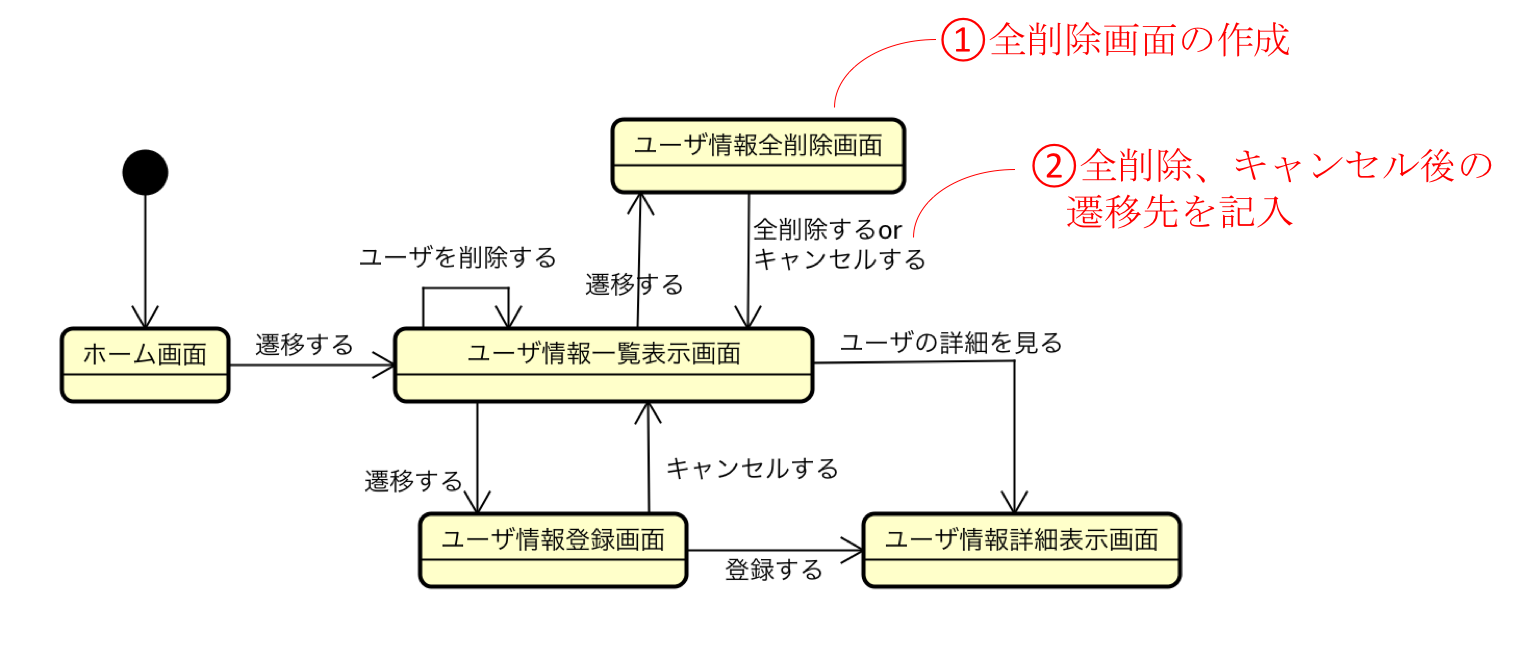 ①全削除画面の作成
ユーザ情報全削除画面
②全削除、キャンセル後の
遷移先を記入
全削除するor
キャンセルする
ユーザを削除する
遷移する
ホーム画面
遷移する
ユーザ情報一覧表示画面
ユーザの詳細を見る
遷移する
キャンセルする
ユーザ情報登録画面
登録する
ユーザ情報詳細表示画面